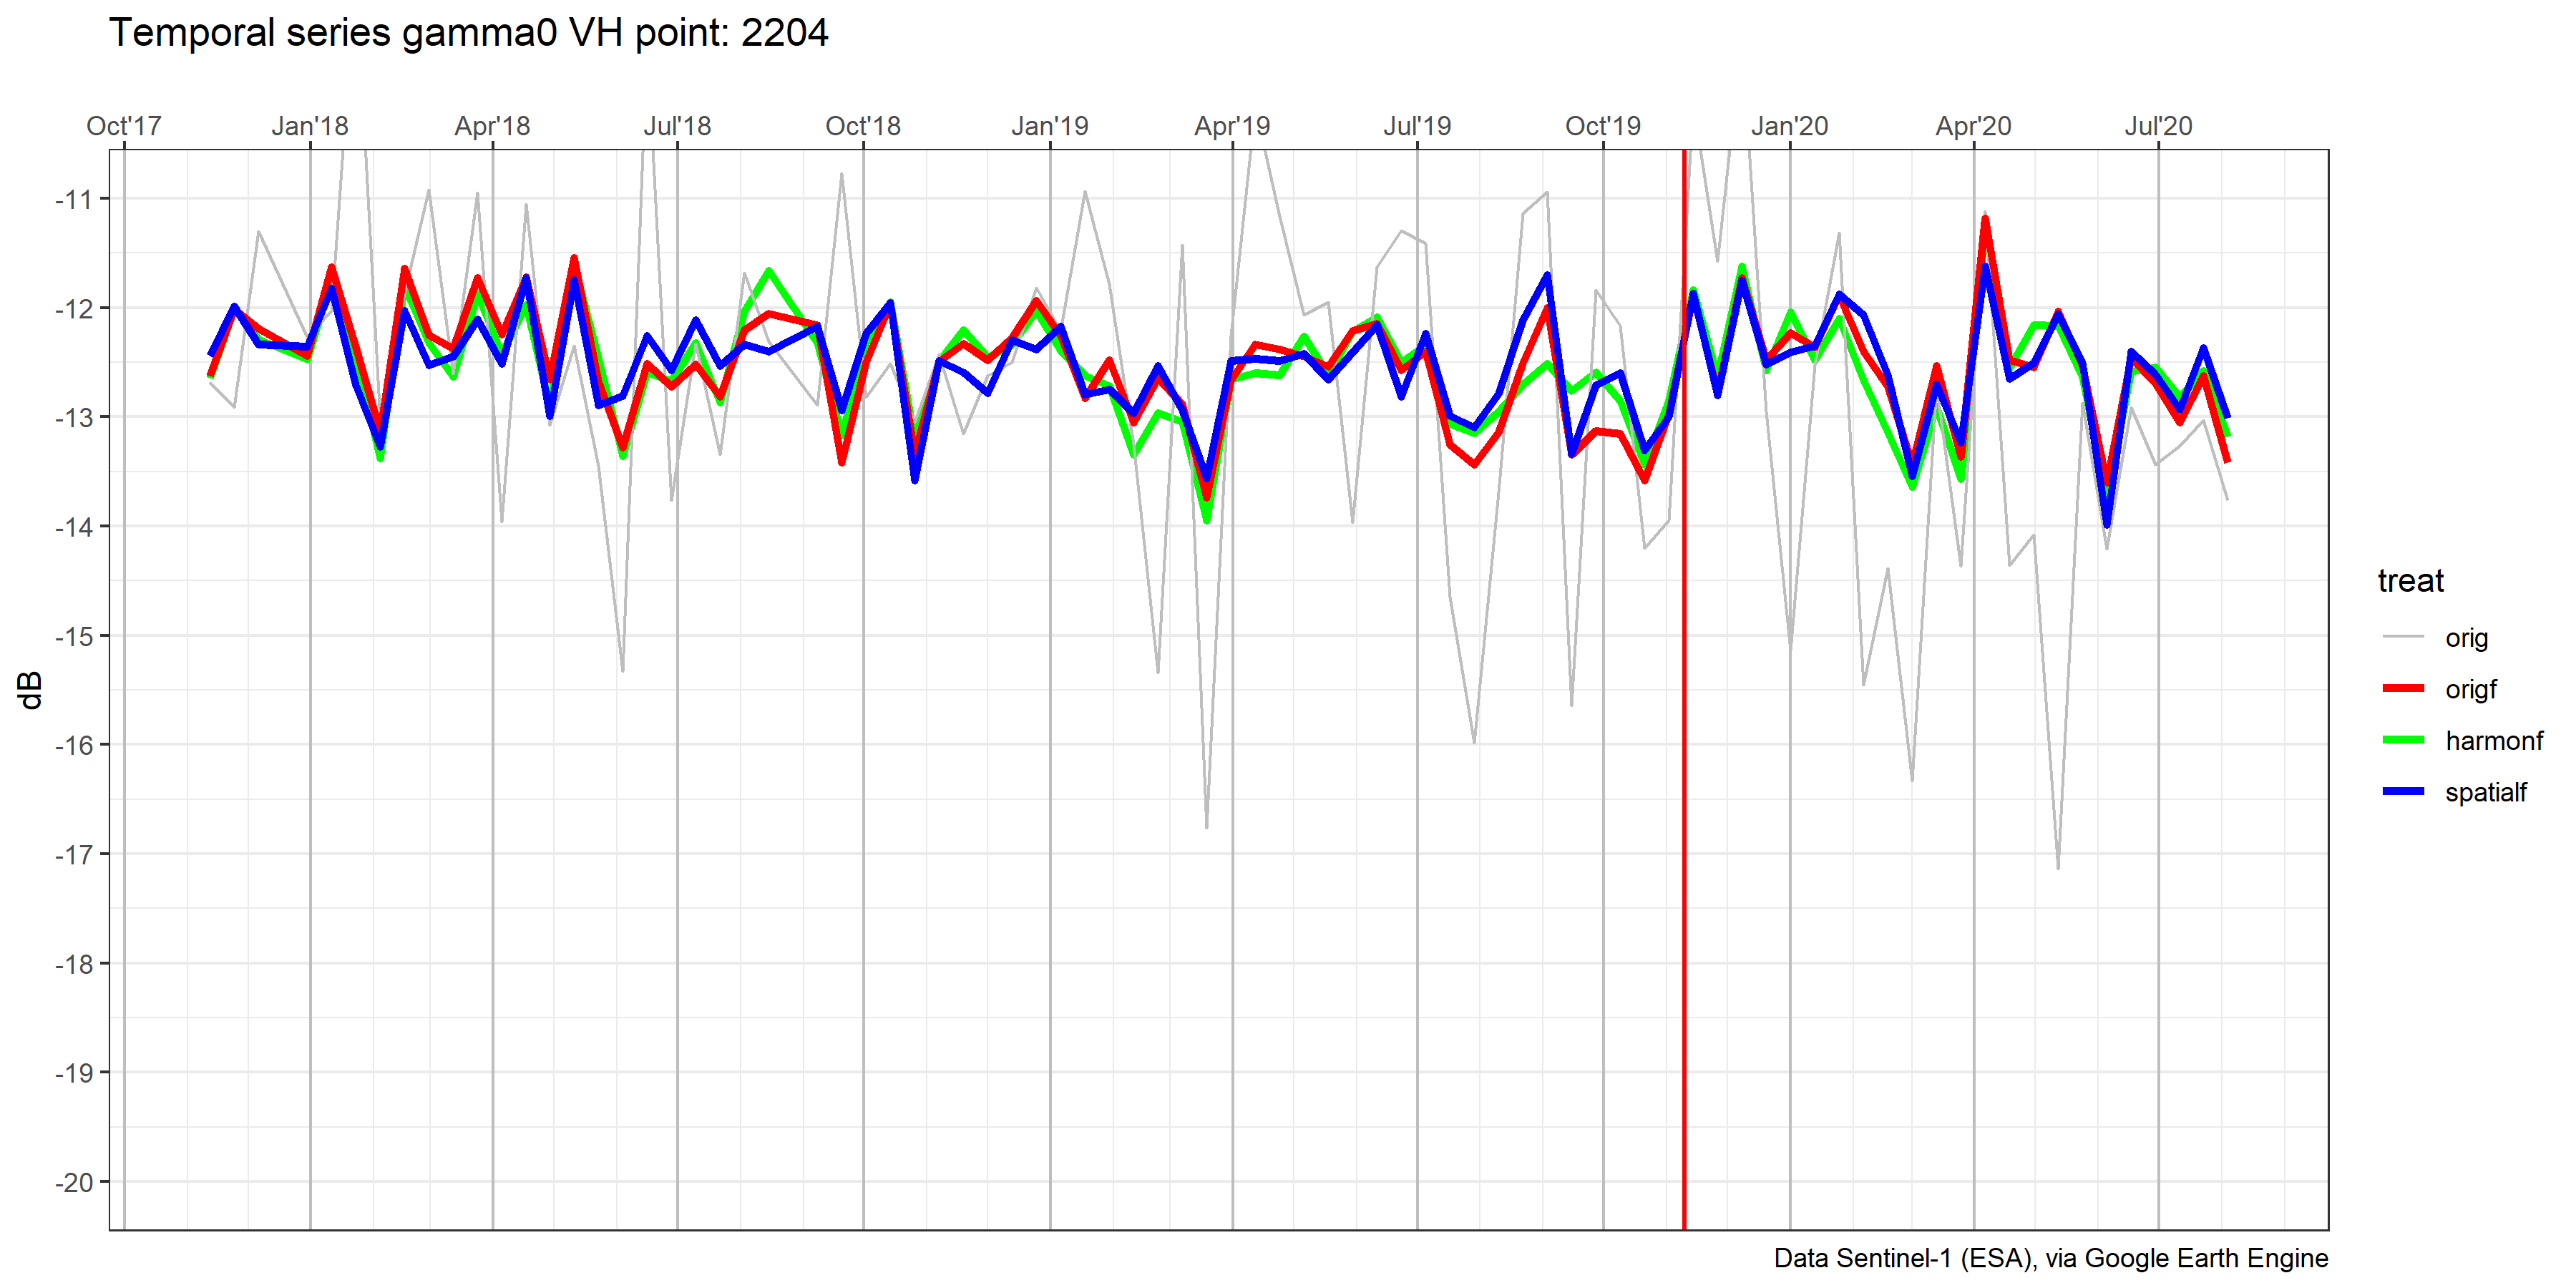 Temporal series gamma0 VH point: 2204
Oct'17 Jan'18 Apr'18 Jul'18 Oct'18 Jan'19 Apr'19 Jul'19 Oct'19 Jan'20 Apr'20 Jul'20
-11
-12
-13
-14
-15
-16
-17
-18
-19
-20
dB
treat
orig
origf
harmonf
spatialf
Data Sentinel-1 (ESA), via Google Earth Engine